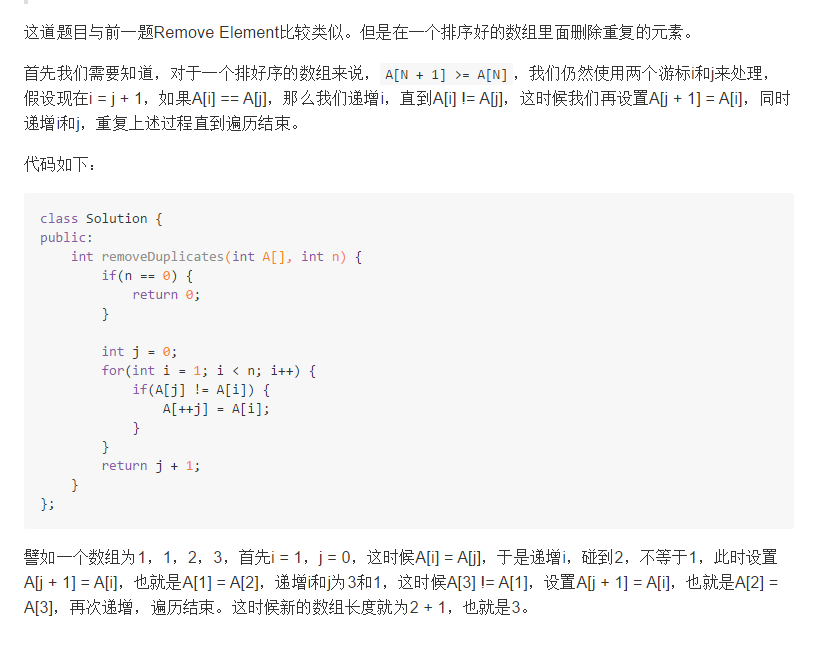 这道题目与前一题Remove Element比较类似。但是在一个排序好的数组里面删除重复的元素。
首先我们需要知道，对于一个排好序的数组来说， A[N + 1] >= A[N] ，我们仍然使用两个游标i和j来处理，
假设现在i = j + 1，如果A[i] == A[j]，那么我们递增i，直到A[i] != A[j]，这时候我们再设置A[j + 1] = A[i]，同时
递增i和j，重复上述过程直到遍历结束。
代码如下：
class Solution {
public:
    int removeDuplicates(int A[], int n) {
        if(n == 0) {
            return 0;
        }
        int j = 0;
        for(int i = 1; i < n; i++) {
            if(A[j] != A[i]) {
                A[++j] = A[i];
            }
        }
        return j + 1;
    }
};
譬如一个数组为1，1，2，3，首先i = 1，j = 0，这时候A[i] = A[j]，于是递增i，碰到2，不等于1，此时设置
A[j + 1] = A[i]，也就是A[1] = A[2]，递增i和j为3和1，这时候A[3] != A[1]，设置A[j + 1] = A[i]，也就是A[2] =
A[3]，再次递增，遍历结束。这时候新的数组长度就为2 + 1，也就是3。